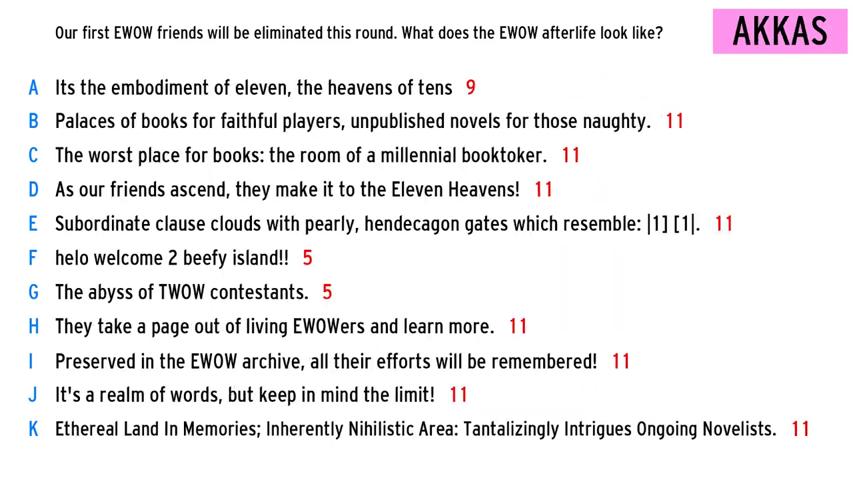 Our first EWOW friends will be eliminated this round. What does the EWOW afterlife look like?
AKKAS
A Its the embodiment of eleven, the heavens of tens 9
B Palaces of books for faithful players, unpublished novels for those naughty. 11
C The worst place for books: the room of a millennial booktoker. 11
D As our friends ascend, they make it to the Eleven Heavens! 11
E Subordinate clause clouds with pearly, hendecagon gates which resemble: |1] [1|. 11
F helo welcome 2 beefy island!! 5
G The abyss of TWOW contestants. 5
H They take a page out of living EWOWers and learn more. 11
I Preserved in the EWOW archive, all their efforts will be remembered! 11
J It's a realm of words, but keep in mind the limit! 11
K Ethereal Land In Memories; Inherently Nihilistic Area: Tantalizingly Intrigues Ongoing Novelists. 11